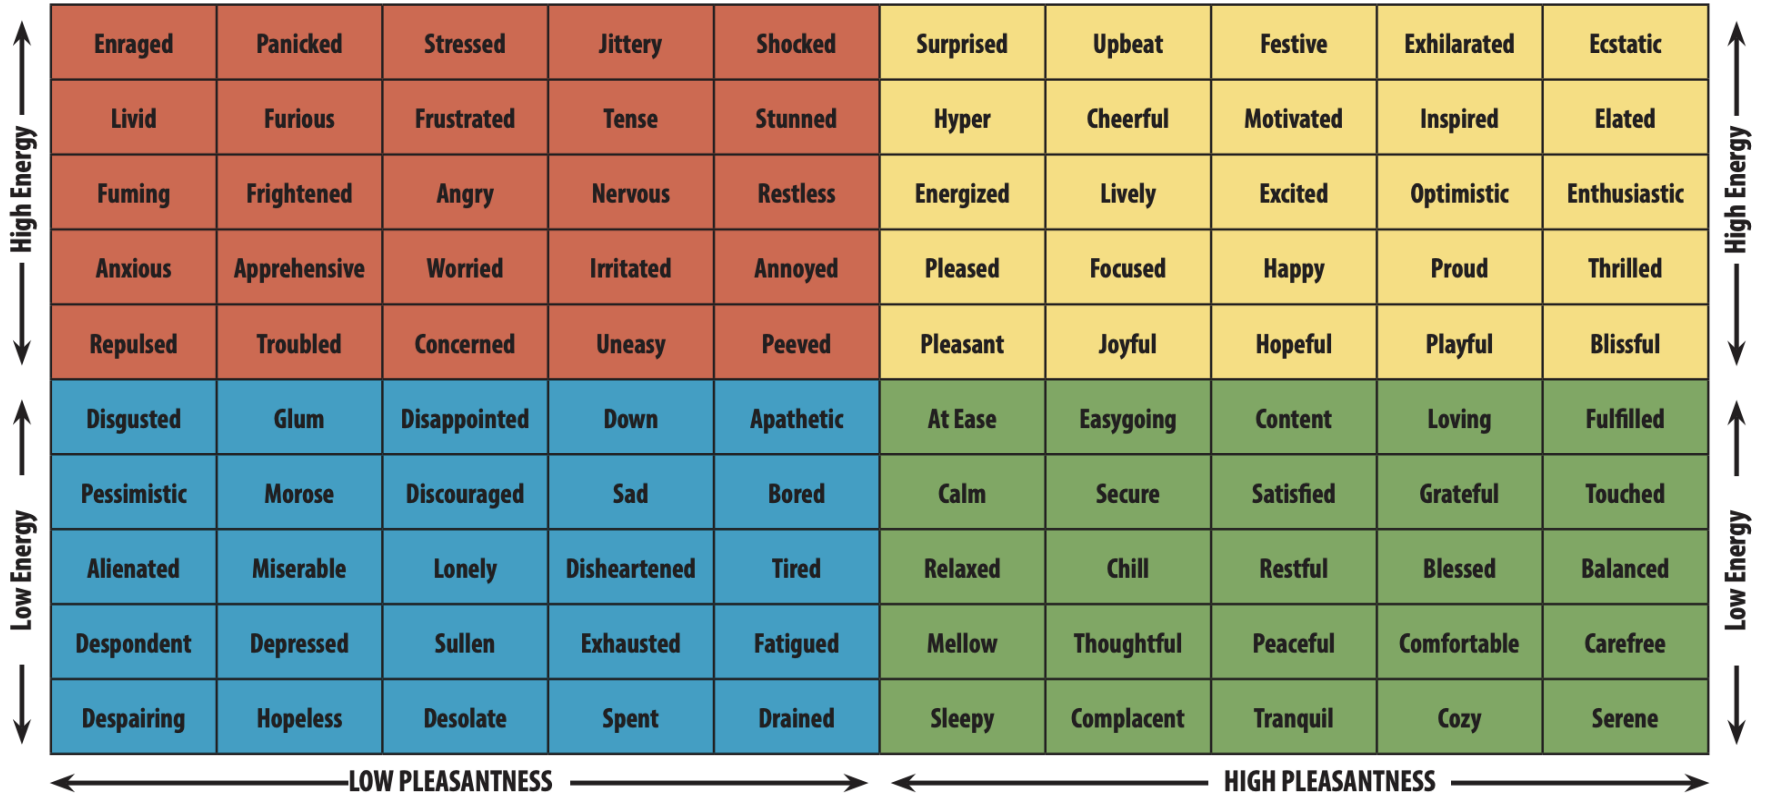 Enraged Panicked Stressed Jittery Shocked Surprised Upbeat Festive Exhilarated Ecstatic
Livid Furious Frustrated Tense Stunned Hyper Cheerful Motivated Inspired Elated
Fuming Frightened Angry Nervous Restless Energized Lively Excited Optimistic Enthusiastic
Anxious Apprehensive Worried Irritated Annoyed Pleased Focused Happy Proud Thrilled
Repulsed Troubled Concerned Uneasy Peeved Pleasant Joyful Hopeful Playful Blissful
High Energy
High Energy
Disgusted Glum Disappointed Down Apathetic At Ease Easygoing Content Loving Fulfilled
Pessimistic Morose Discouraged Sad Bored Calm Secure Satisfied Grateful Touched
Alienated Miserable Lonely Disheartened Tired Relaxed Chill Restful Blessed Balanced
Despondent Depressed Sullen Exhausted Fatigued Mellow Thoughtful Peaceful Comfortable Carefree
Despairing Hopeless Desolate Spent Drained Sleepy Complacent Tranquil Cozy Serene
Low Energy
Low Energy
LOW PLEASANTNESS
HIGH PLEASANTNESS